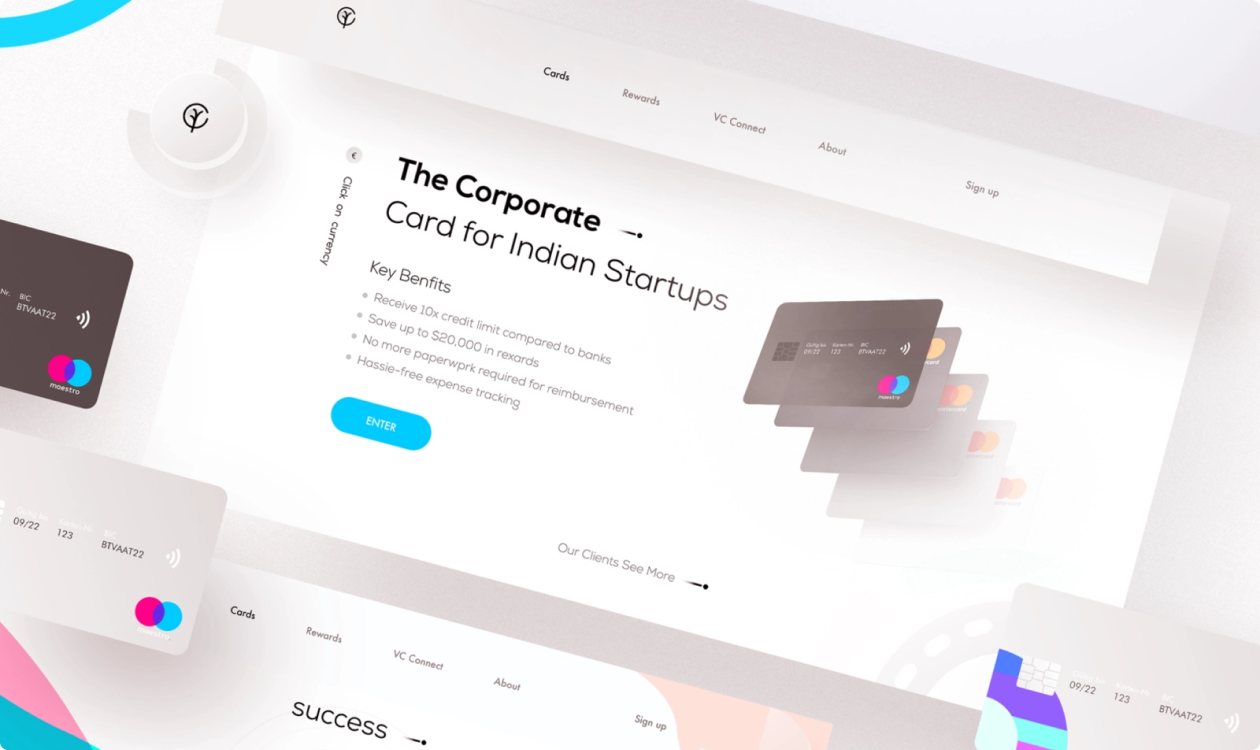 Cards
Rewards
VC Connect
About
Sign up
€
Click on currency
The Corporate
Card for Indian Startups
Key Benfits
Receive 10x credit limit compared to banks
Save up to $20,000 in rexards
No more paperwprk required for reimbursement
Hassie-free expense tracking
ENTER
Our Clients See More
Nr. BIC
BTVAAT22
maestro
09/22 123 BTVAAT22
maestro
BIC
09/22 123 BTVAAT22
Cards
Rewards
VC Connect
About
Sign up
success
09/22 123 BTVAAT22